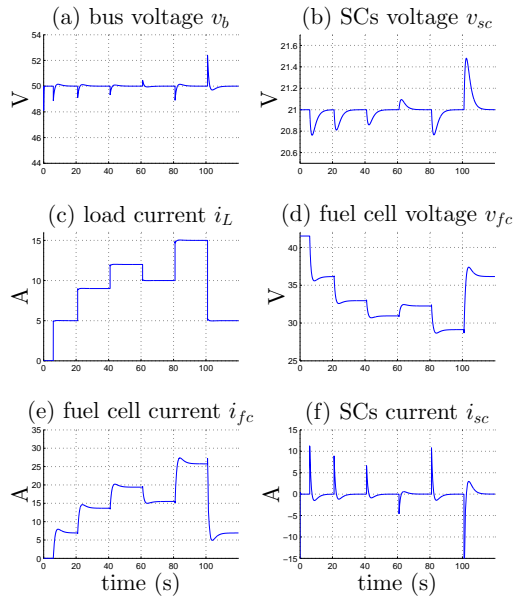 (a) bus voltage v_b
(b) SCs voltage v_sc
54
52
50
48
46
44
V
0 20 40 60 80 100
21.6
21.4
21.2
21
20.8
20.6
V
0 20 40 60 80 100
(c) load current i_L
(d) fuel cell voltage v_fc
15
10
5
0
A
0 20 40 60 80 100
40
35
30
25
V
0 20 40 60 80 100
(e) fuel cell current i_fc
(f) SCs current i_sc
35
30
25
20
15
10
5
0
A
0 20 40 60 80 100
time (s)
15
10
5
0
−5
−10
−15
A
0 20 40 60 80 100
time (s)